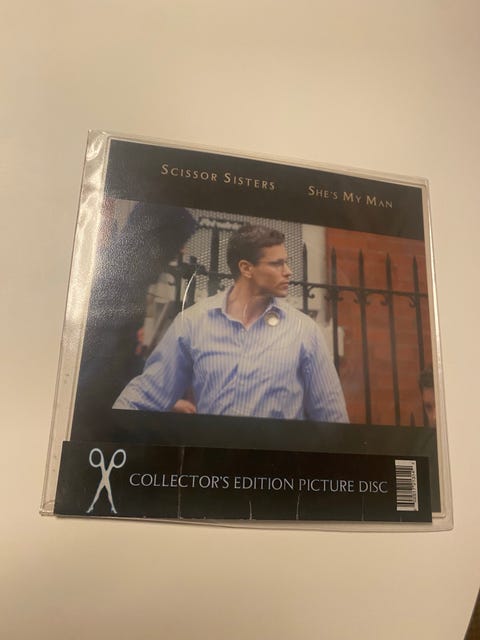 SCISSOR SISTERS SHE'S MY MAN
COLLECTOR'S EDITION PICTURE DISC